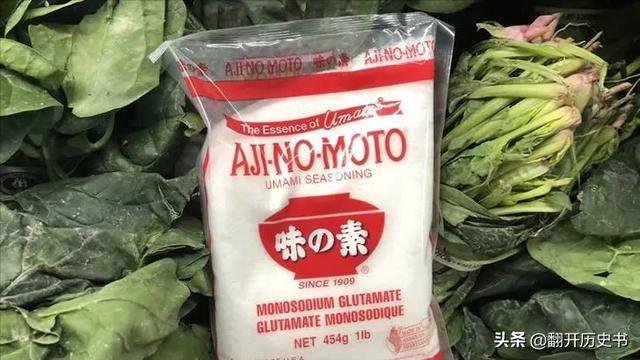 AJI-NO-MOTO 味の素 AJI-NO-MOTO
The Essence of Umami
AJI-NO-MOTO
UMAMI SEASONING
味の素
SINCE 1909
®
MONOSODIUM GLUTAMATE
GLUTAMATE MONOSODIQUE
NET 454g 1lb
头条 @翻开历史书